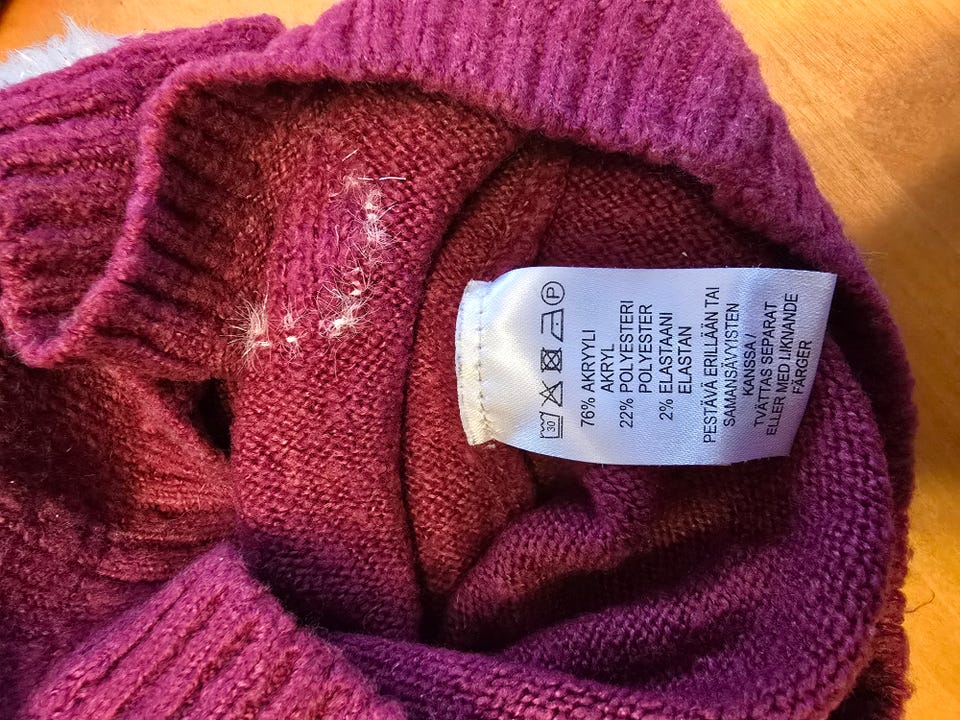 30
P
76% AKRYYLI
AKRYL
22% POLYESTERI
POLYESTER
2% ELASTAANI
ELASTAN
PESTÄVÄ ERILLÄÄN TAI
SAMANSÄVYISTEN
KANSSA /
TVÄTTAS SEPARAT
ELLER MED LIKNANDE
FÄRGER